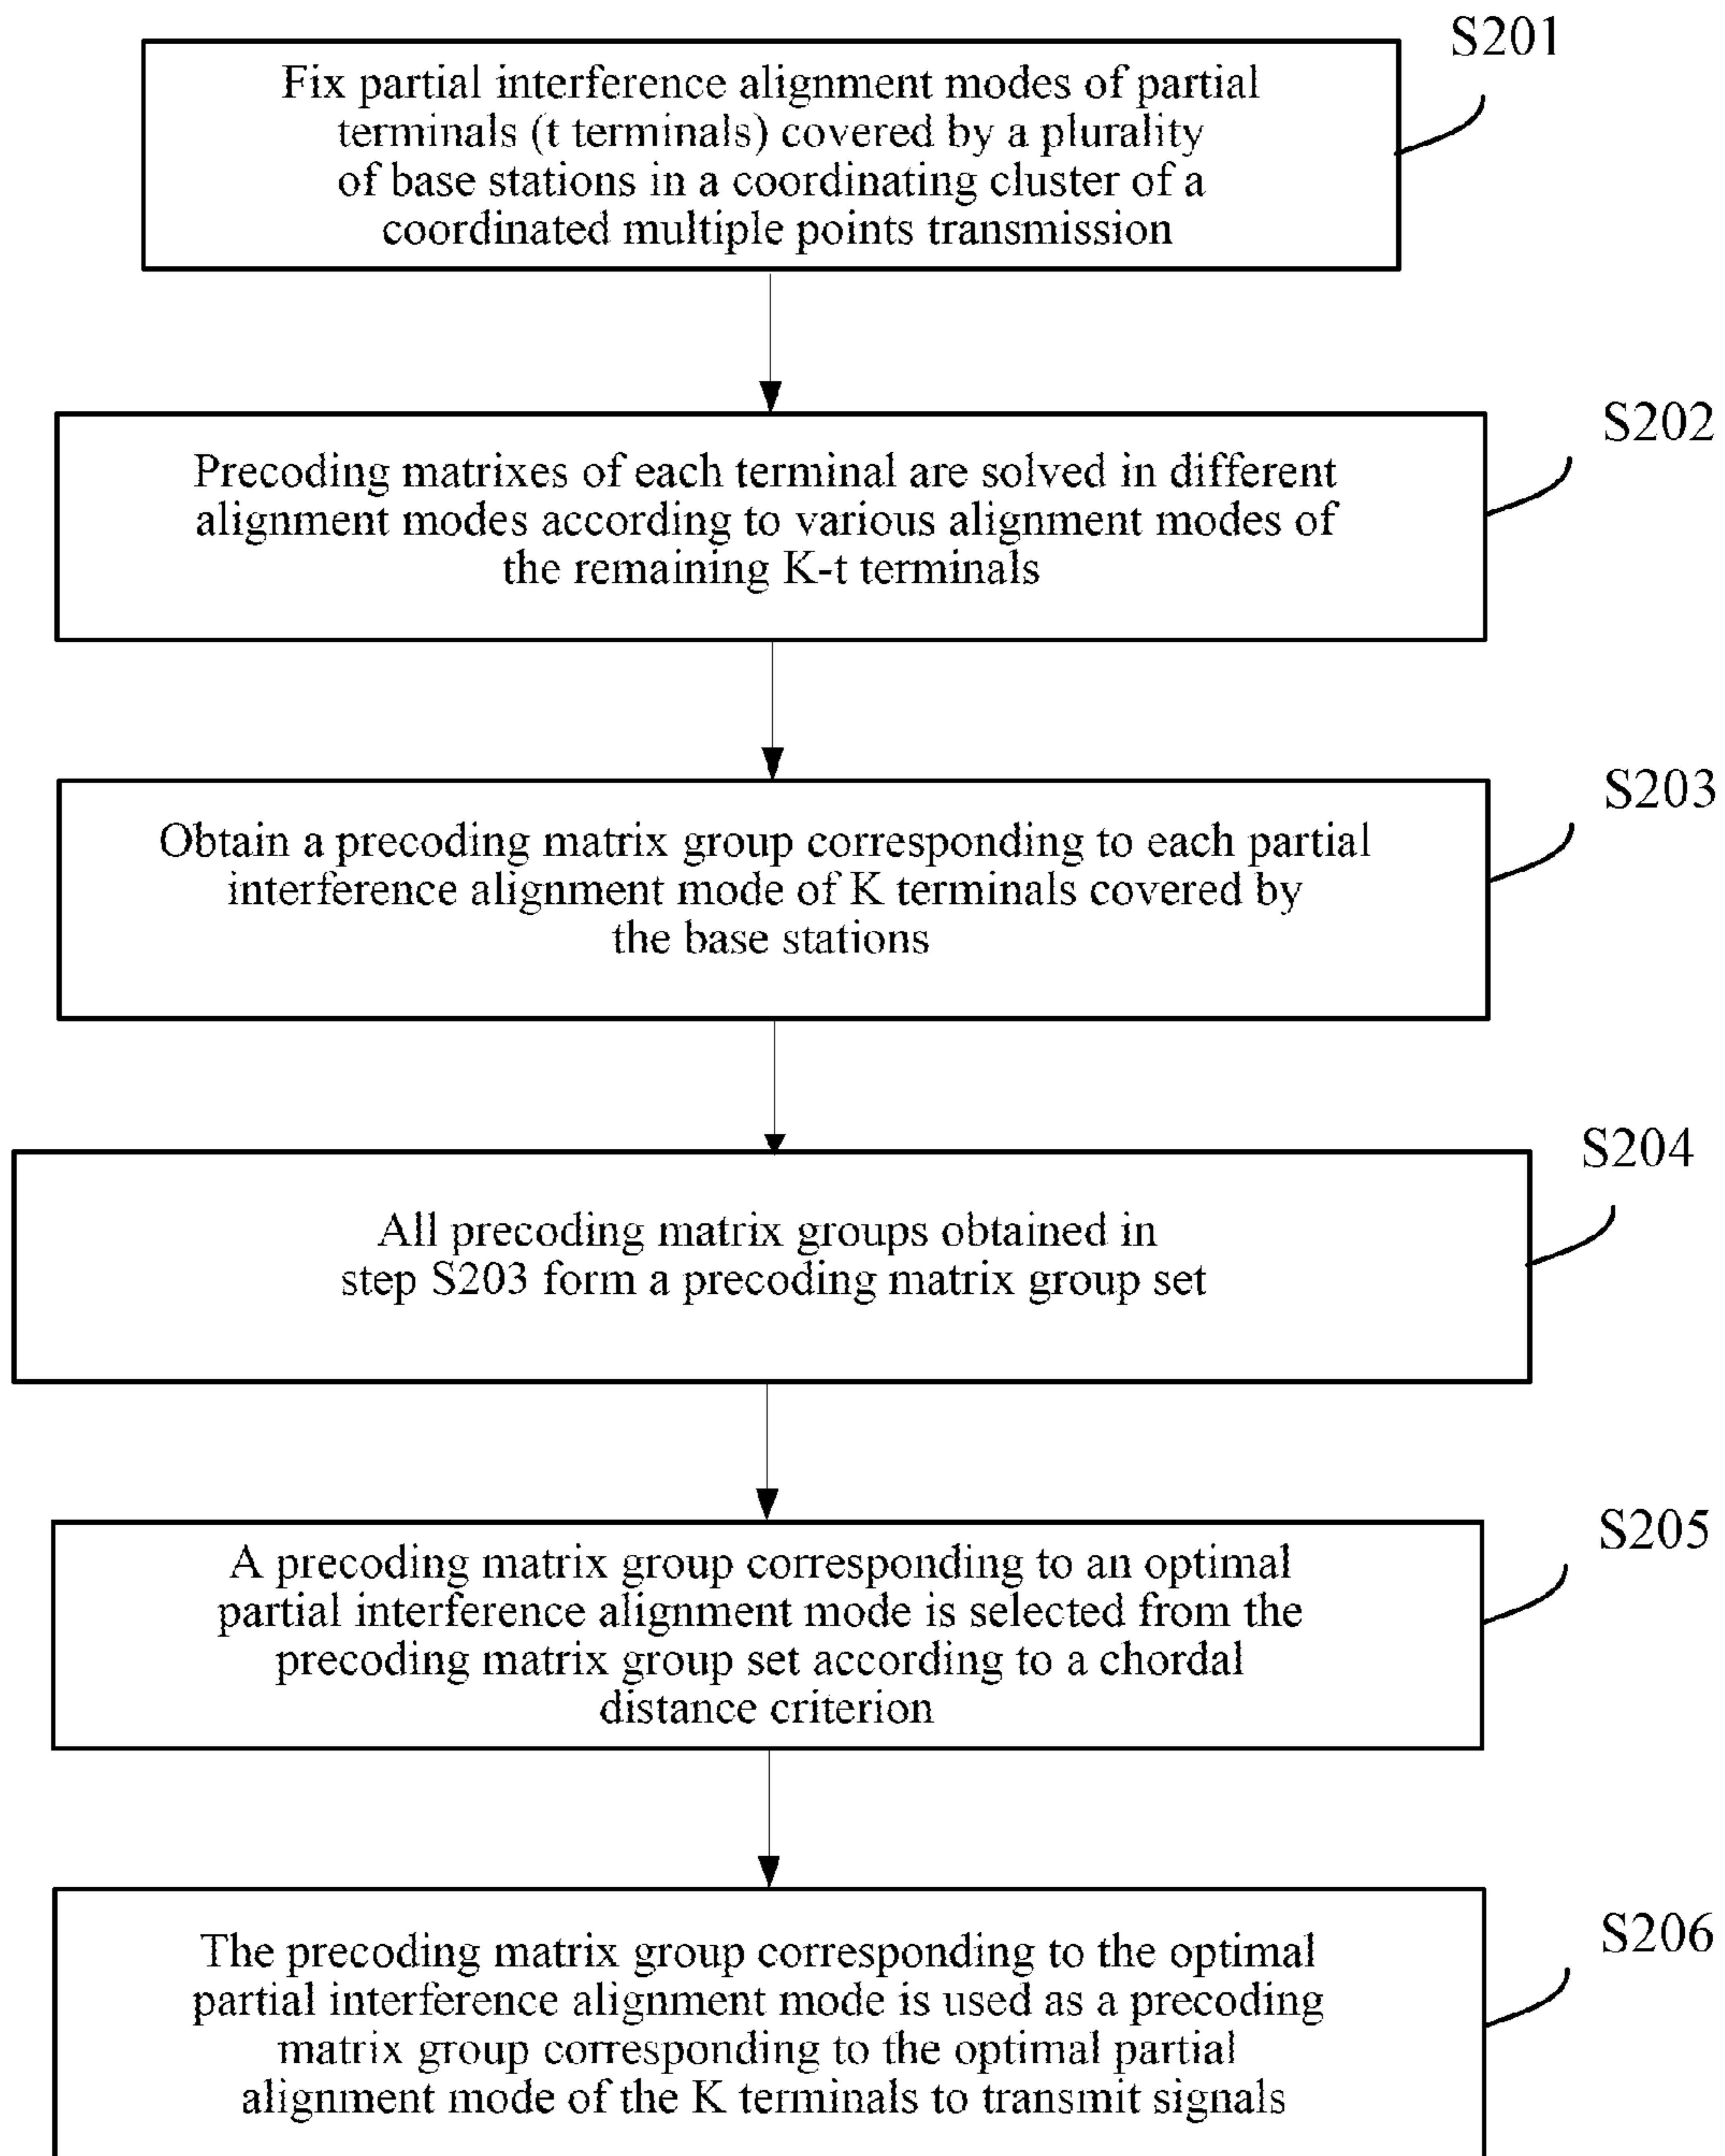 S201
Fix partial interference alignment modes of partial
terminals (t terminals) covered by a plurality
of base stations in a coordinating cluster of a
coordinated multiple points transmission
S202
Precoding matrixes of each terminal are solved in different
alignment modes according to various alignment modes of
the remaining K-t terminals
S203
Obtain a precoding matrix group corresponding to each partial
interference alignment mode of K terminals covered by
the base stations
S204
All precoding matrix groups obtained in
step S203 form a precoding matrix group set
S205
A precoding matrix group corresponding to an optimal
partial interference alignment mode is selected from the
precoding matrix group set according to a chordal
distance criterion
S206
The precoding matrix group corresponding to the optimal
partial interference alignment mode is used as a precoding
matrix group corresponding to the optimal partial
alignment mode of the K terminals to transmit signals